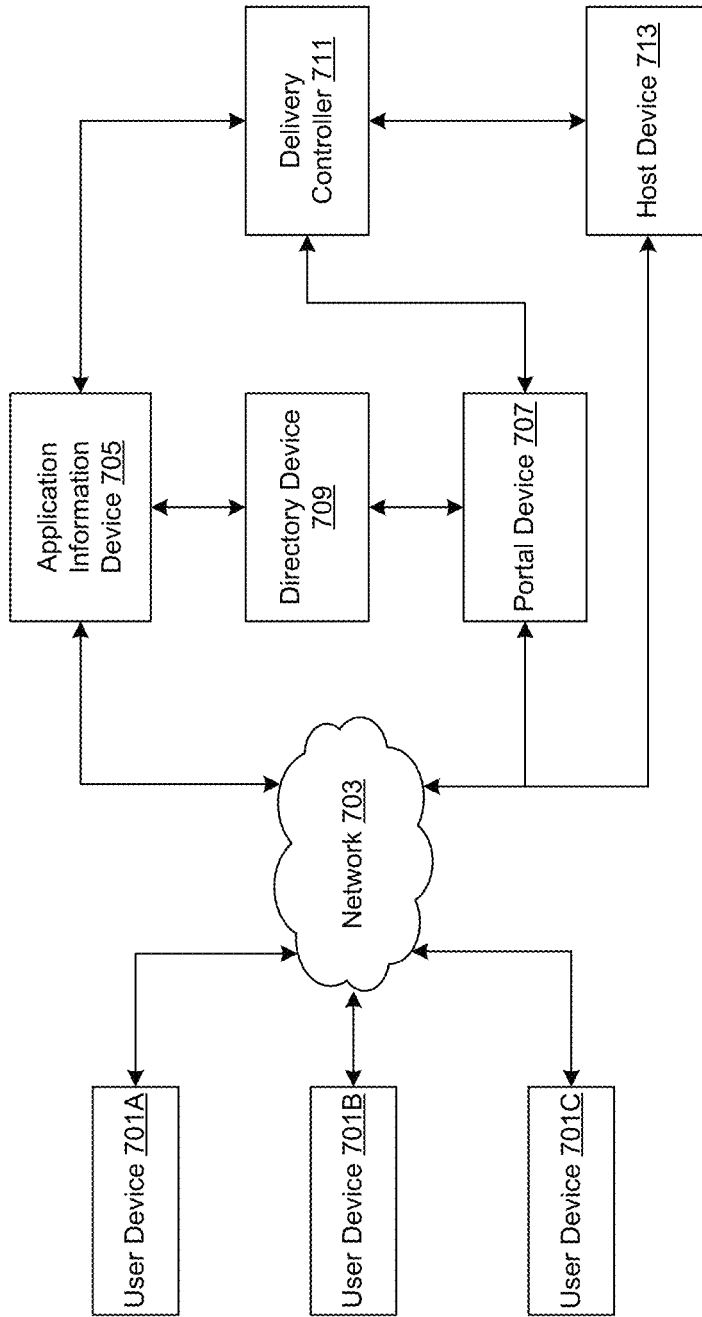 User Device 701A
User Device 701B
User Device 701C
Network 703
Application
Information
Device 705
Directory Device
709
Portal Device 707
Delivery
Controller 711
Host Device 713